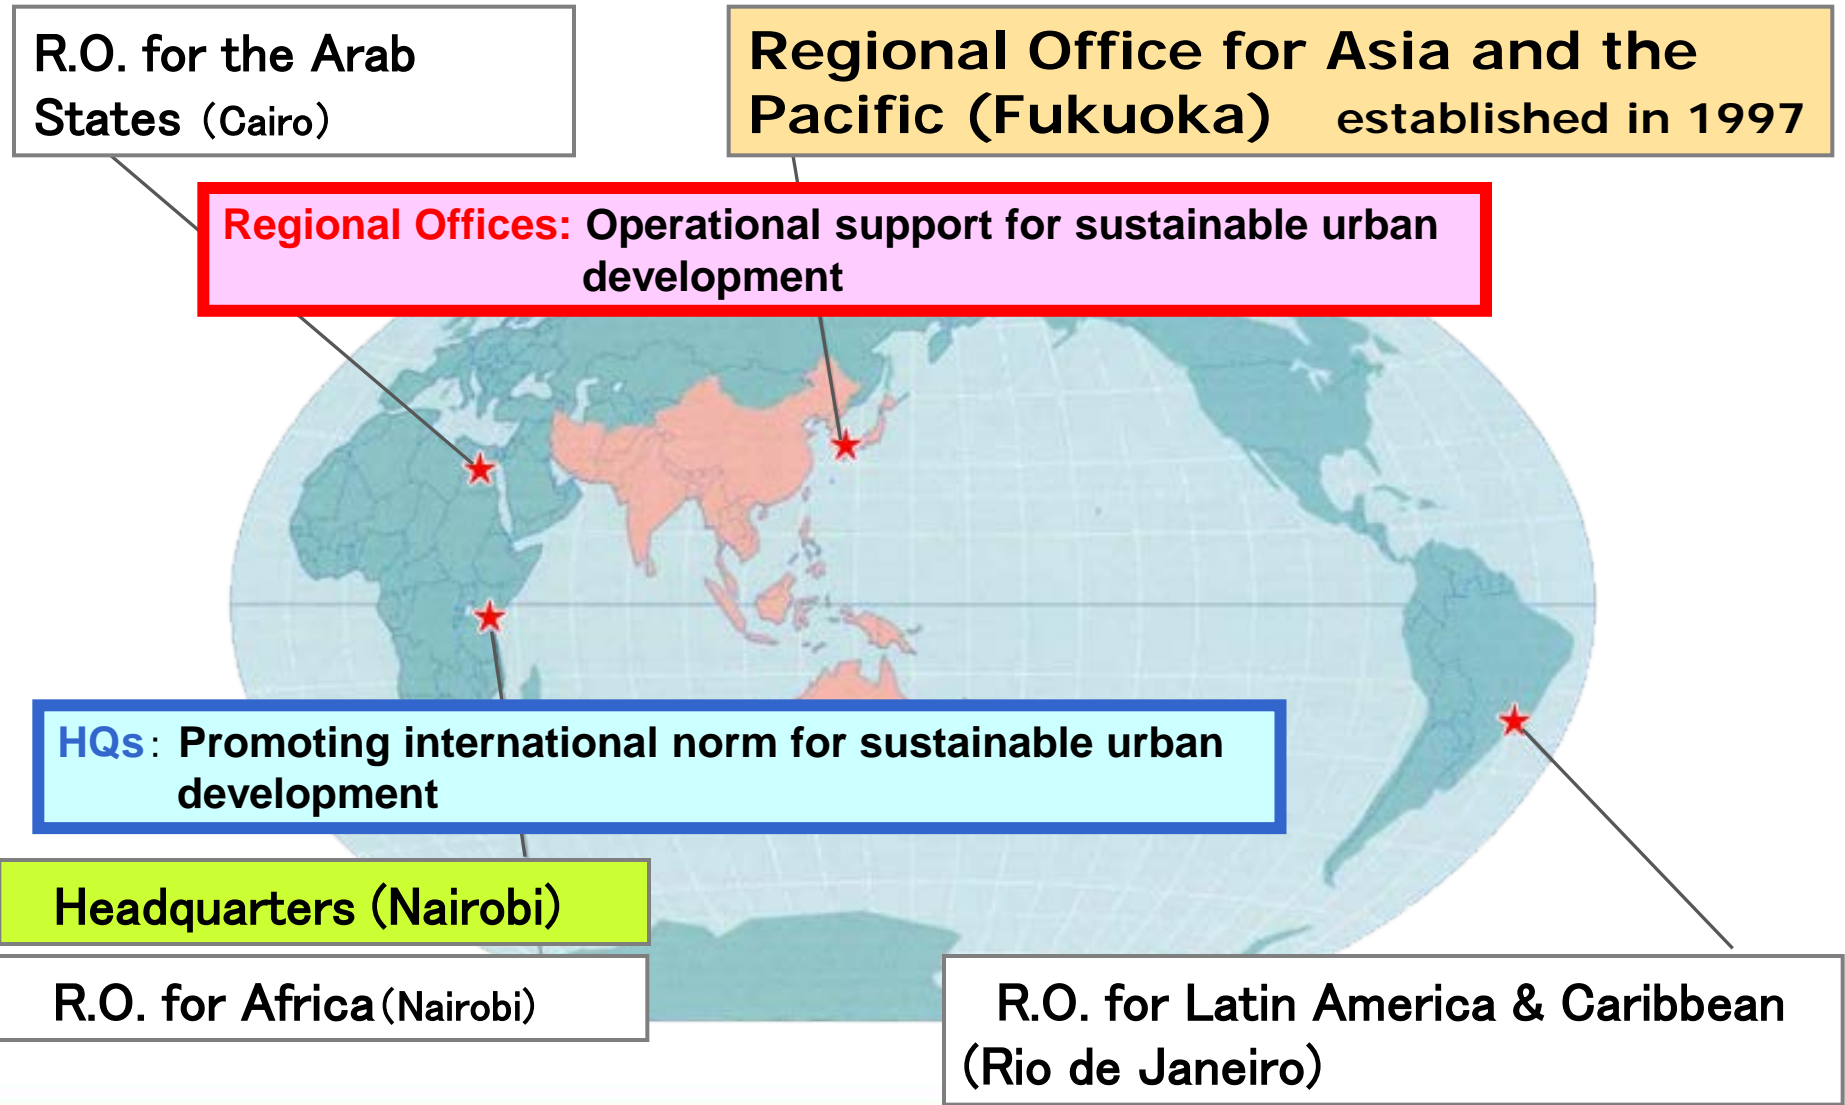 R.O. for the Arab
States (Cairo)
Regional Office for Asia and the
Pacific (Fukuoka) established in 1997
Regional Offices: Operational support for sustainable urban
development
HQs: Promoting international norm for sustainable urban
development
Headquarters (Nairobi)
R.O. for Africa (Nairobi)
R.O. for Latin America & Caribbean
(Rio de Janeiro)